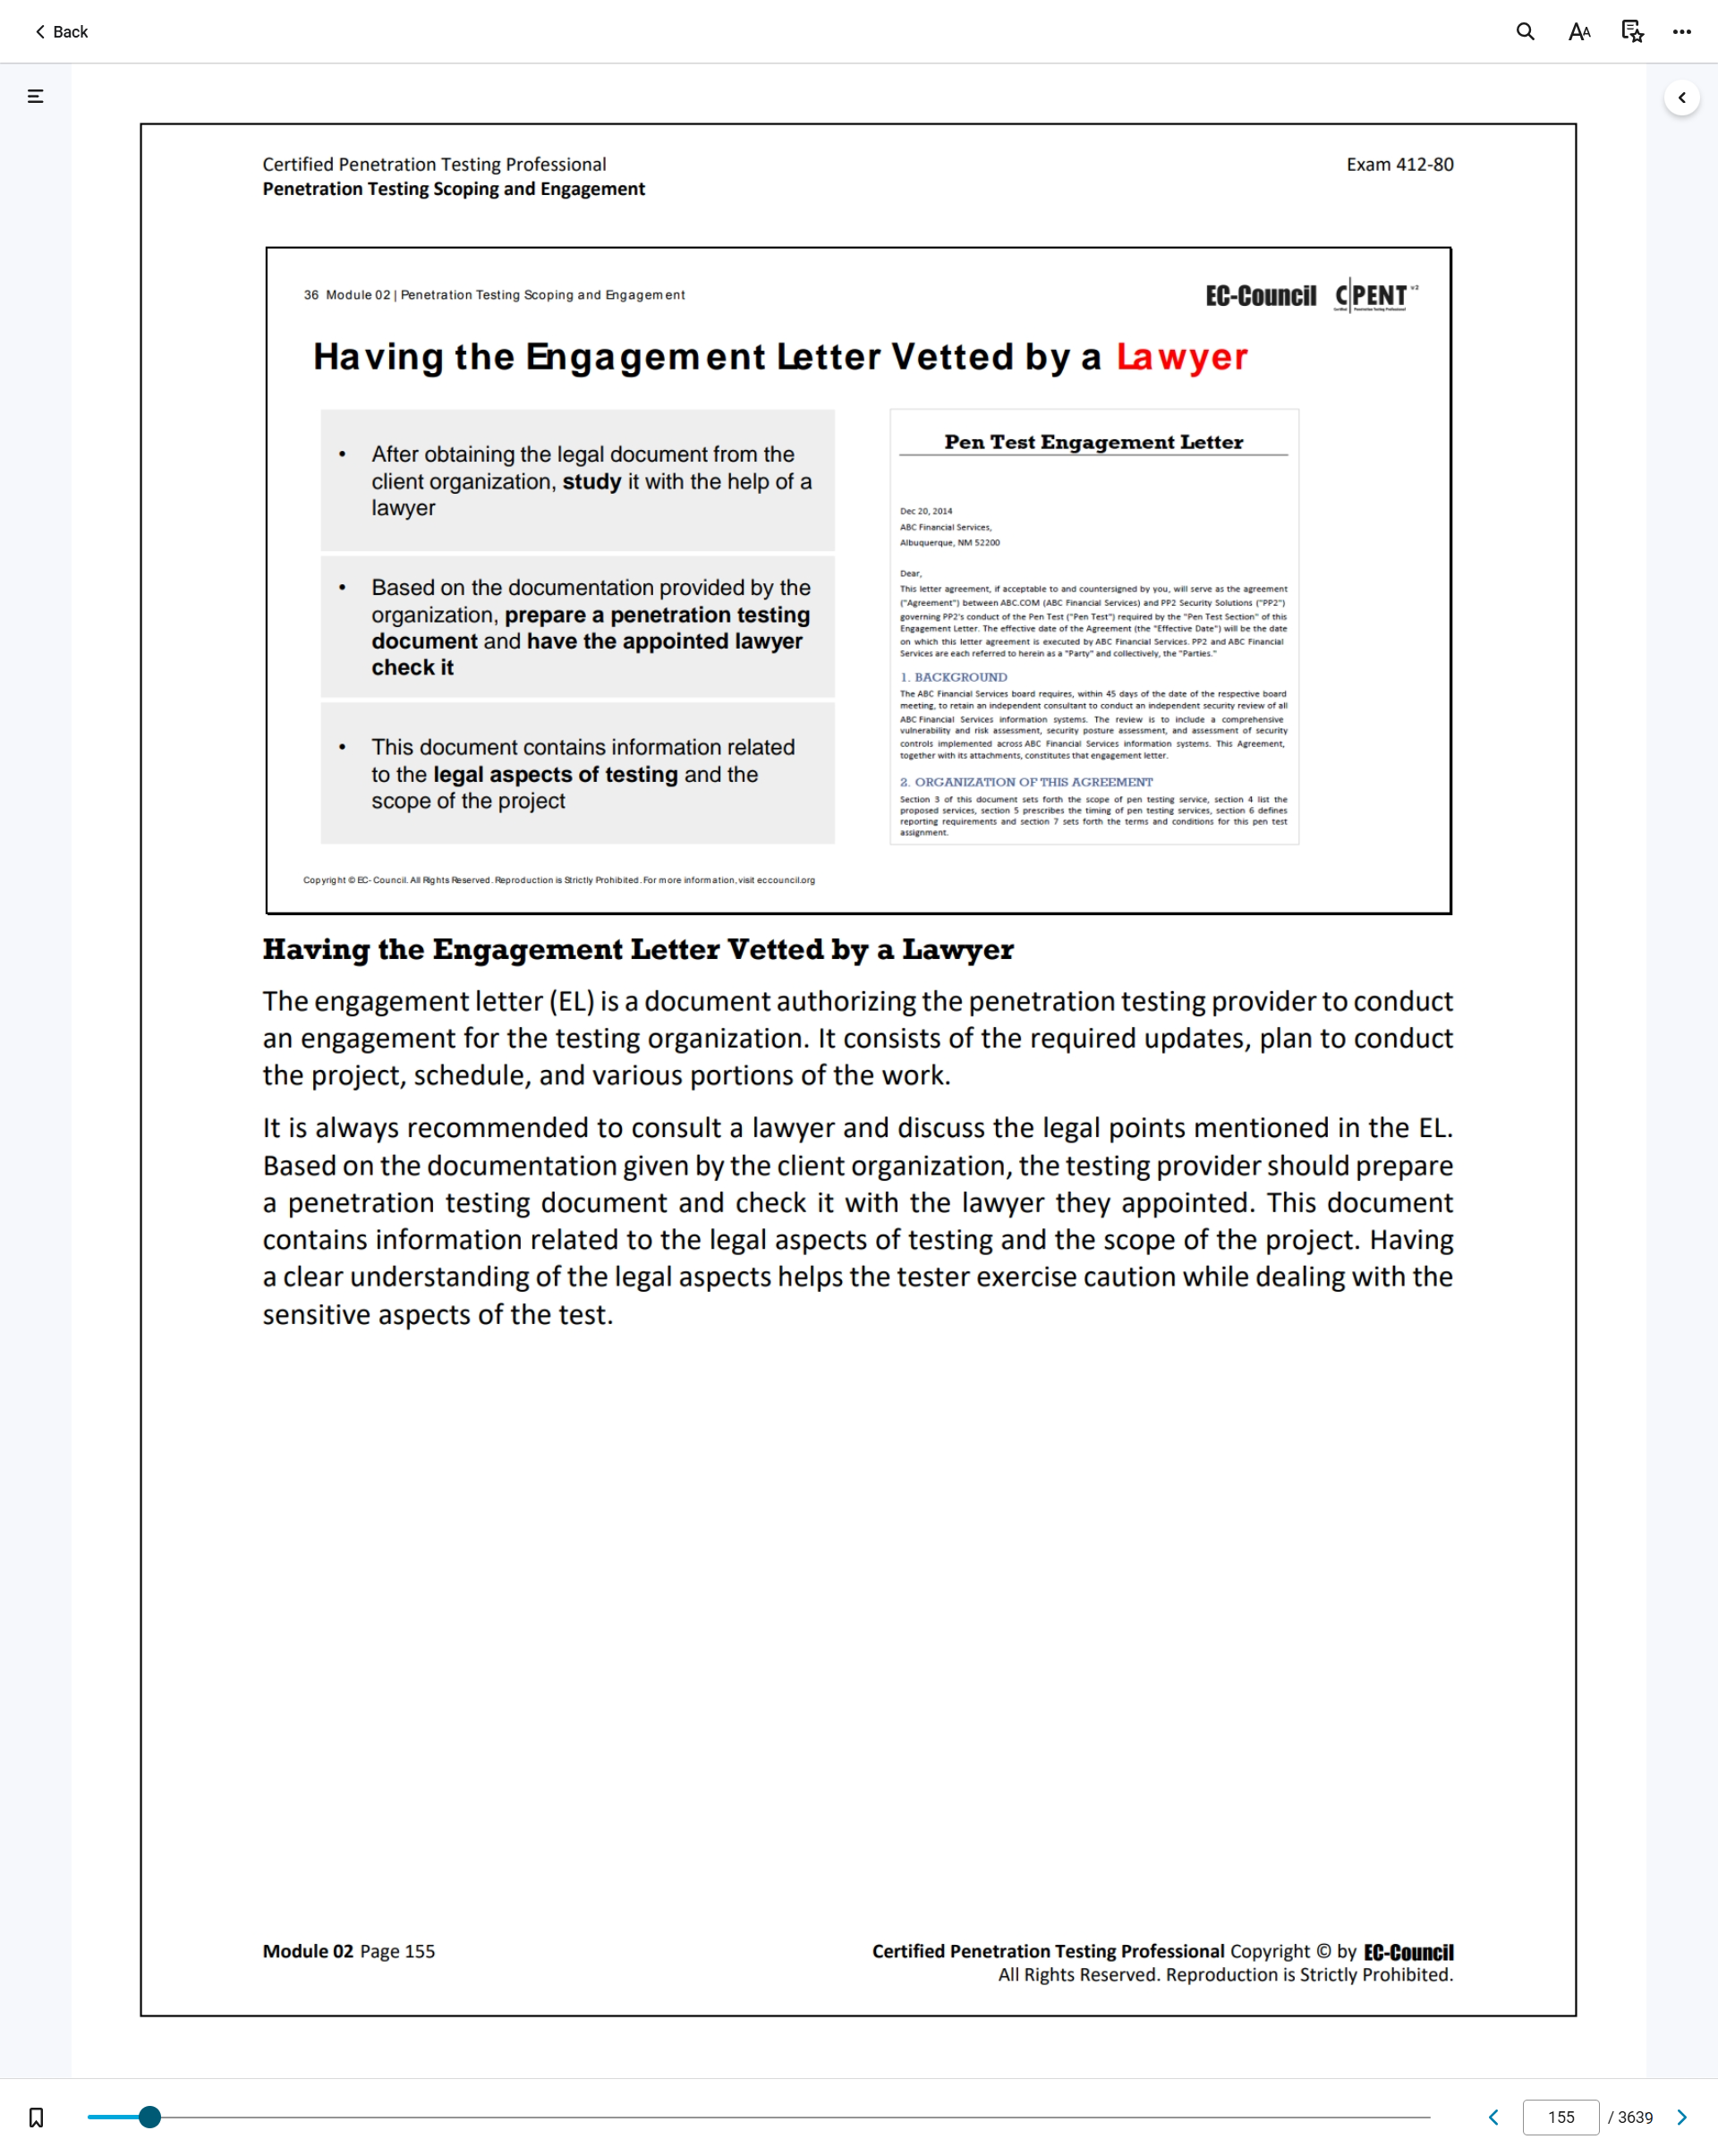 Back
Certified Penetration Testing Professional
Exam 412-80
Penetration Testing Scoping and Engagement
36 Module 02 | Penetration Testing Scoping and Engagement
EC-Council C|PENT v2
Having the Engagement Letter Vetted by a Lawyer
• After obtaining the legal document from the
client organization, study it with the help of a
lawyer
• Based on the documentation provided by the
organization, prepare a penetration testing
document and have the appointed lawyer
check it
• This document contains information related
to the legal aspects of testing and the
scope of the project
Pen Test Engagement Letter
Dec 20, 2014
ABC Financial Services,
Albuquerque, NM 52200
Dear,
This letter agreement, if acceptable to and countersigned by you, will serve as the agreement
("Agreement") between ABC.COM (ABC Financial Services) and PP2 Security Solutions ("PP2")
governing PP2's conduct of the Pen Test ("Pen Test") required by the "Pen Test Section" of this
Engagement Letter. The effective date of the Agreement (the "Effective Date") will be the date
on which this letter agreement is executed by ABC Financial Services. PP2 and ABC Financial
Services are each referred to herein as a "Party" and collectively, the "Parties."
1. BACKGROUND
The ABC Financial Services board requires, within 45 days of the date of the respective board
meeting, to retain an independent consultant to conduct an independent security review of all
ABC Financial Services information systems. The review is to include a comprehensive
vulnerability and risk assessment, security posture assessment, and assessment of security
controls implemented across ABC Financial Services information systems. This Agreement,
together with its attachments, constitutes that engagement letter.
2. ORGANIZATION OF THIS AGREEMENT
Section 3 of this document sets forth the scope of pen testing service, section 4 list the
proposed services, section 5 prescribes the timing of pen testing services, section 6 defines
reporting requirements and section 7 sets forth the terms and conditions for this pen test
assignment.
Copyright © EC-Council. All Rights Reserved. Reproduction is Strictly Prohibited. For more information, visit eccouncil.org
Having the Engagement Letter Vetted by a Lawyer
The engagement letter (EL) is a document authorizing the penetration testing provider to conduct
an engagement for the testing organization. It consists of the required updates, plan to conduct
the project, schedule, and various portions of the work.
It is always recommended to consult a lawyer and discuss the legal points mentioned in the EL.
Based on the documentation given by the client organization, the testing provider should prepare
a penetration testing document and check it with the lawyer they appointed. This document
contains information related to the legal aspects of testing and the scope of the project. Having
a clear understanding of the legal aspects helps the tester exercise caution while dealing with the
sensitive aspects of the test.
Module 02 Page 155
Certified Penetration Testing Professional Copyright © by EC-Council
All Rights Reserved. Reproduction is Strictly Prohibited.
155 / 3639